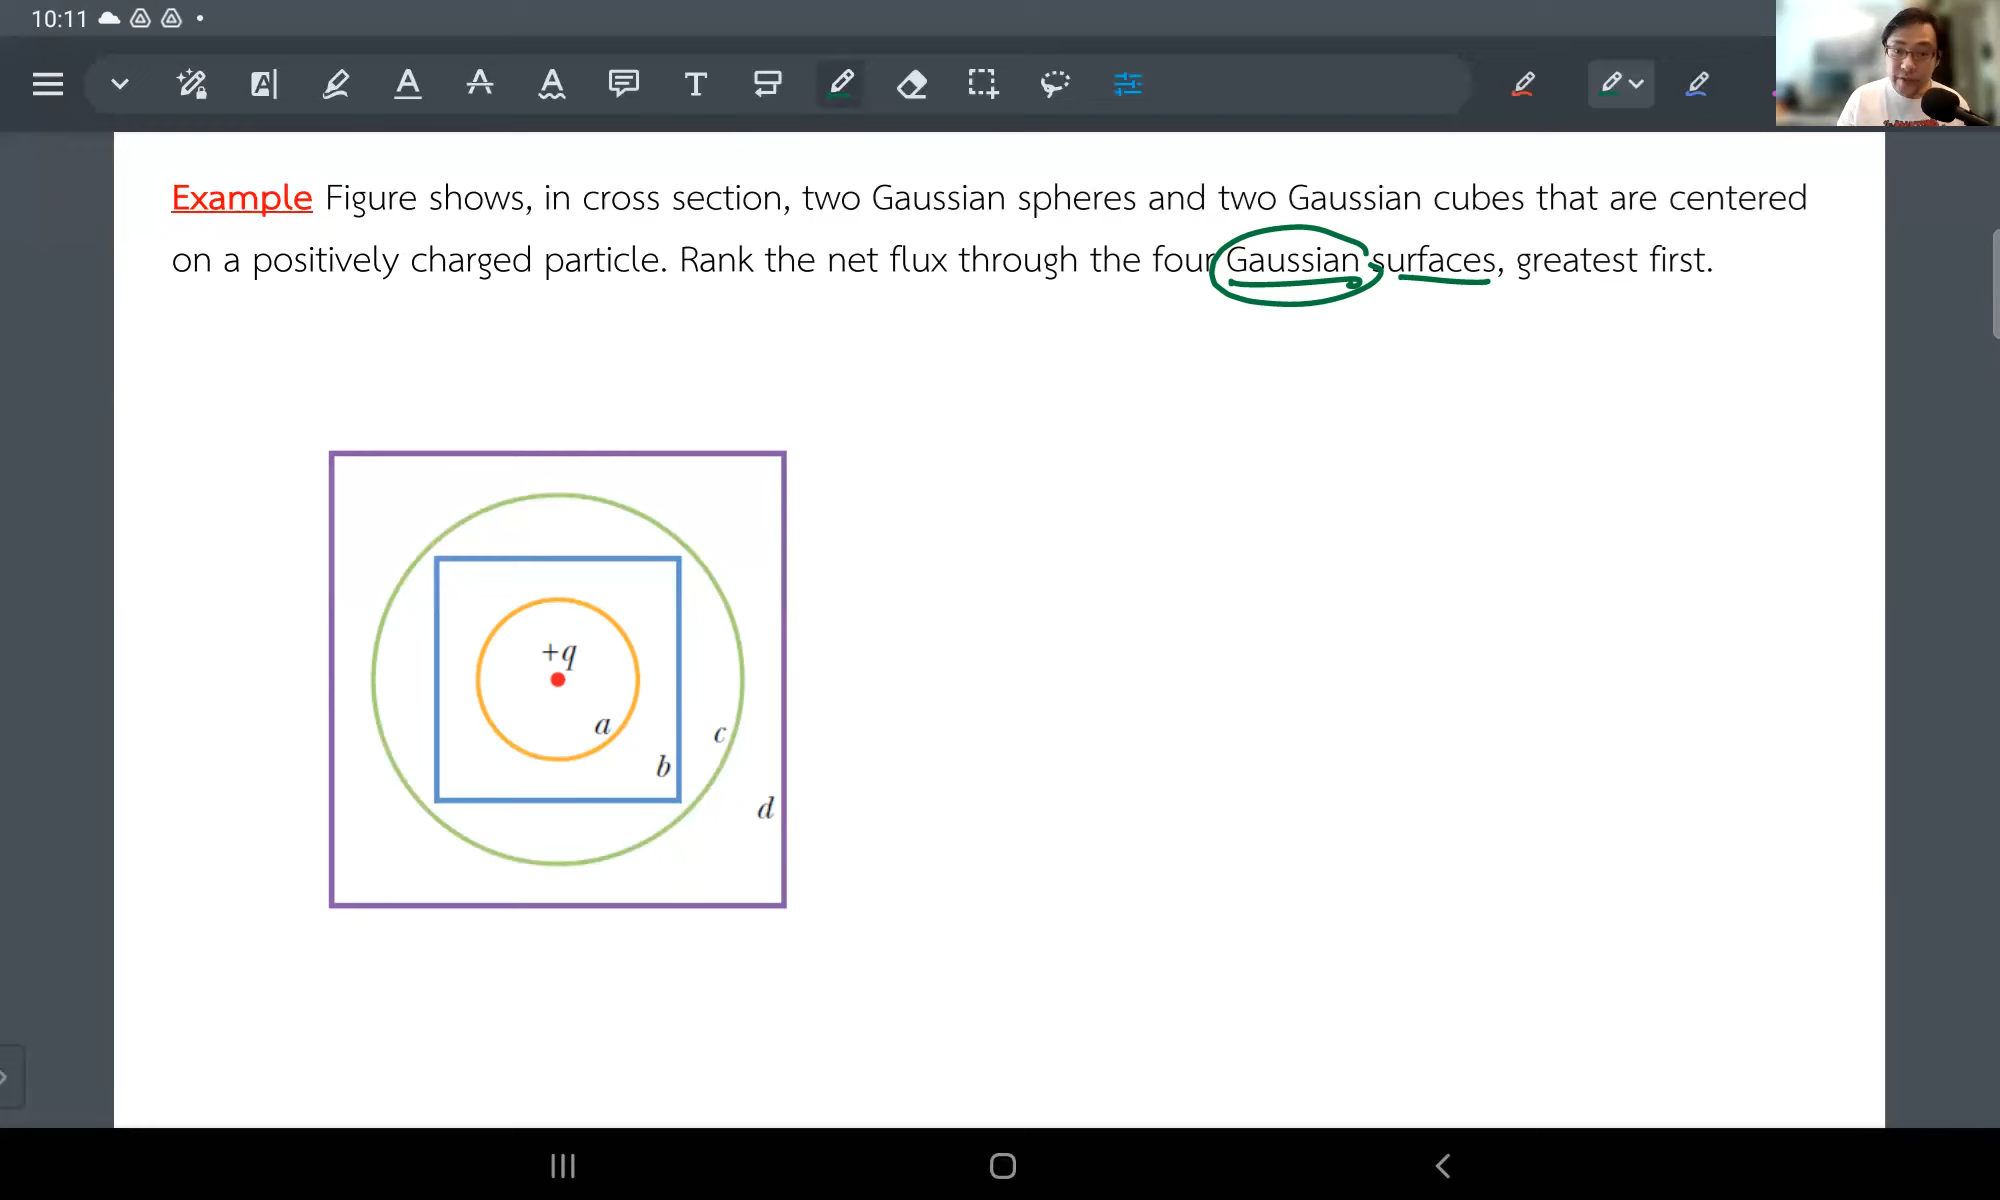 10:11
Example Figure shows, in cross section, two Gaussian spheres and two Gaussian cubes that are centered
on a positively charged particle. Rank the net flux through the four Gaussian surfaces, greatest first.
+q
a
b
c
d